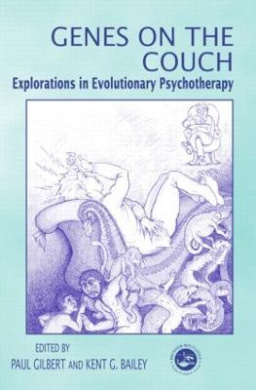 GENES ON THE
COUCH
Explorations in Evolutionary Psychotherapy
EDITED BY
PAUL GILBERT AND KENT G. BAILEY